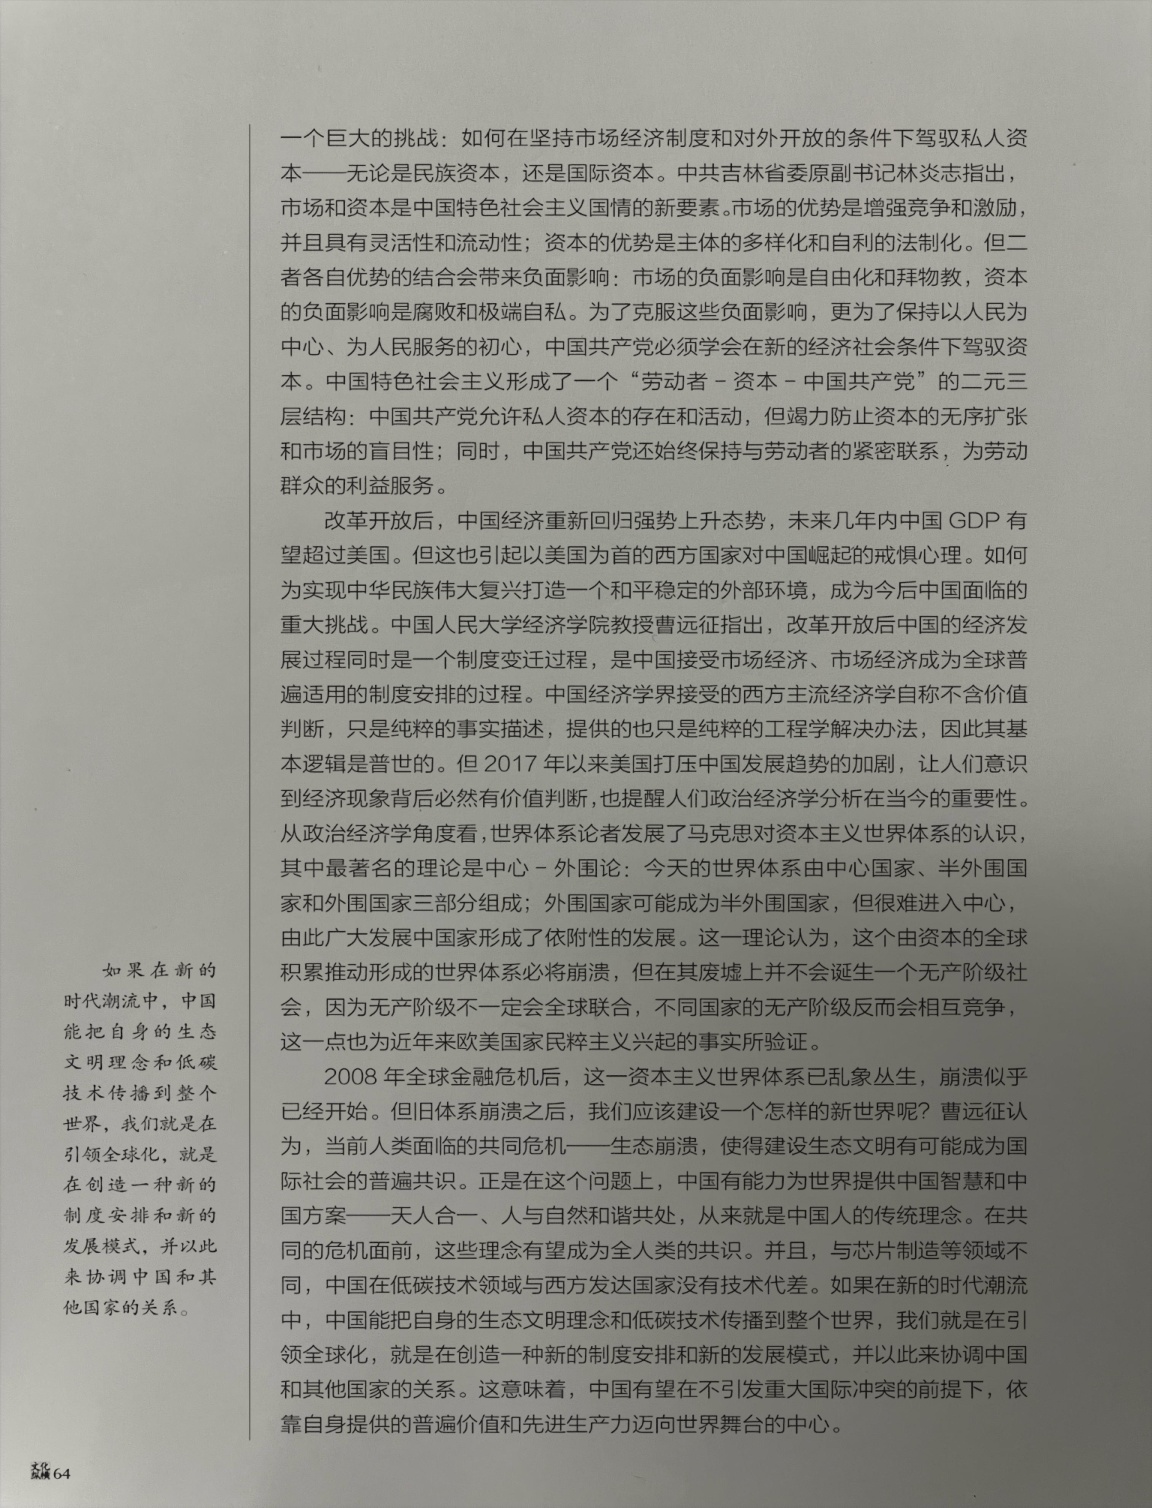 一个巨大的挑战：如何在坚持市场经济制度和对外开放的条件下驾驭私人资
本——无论是民族资本，还是国际资本。中共吉林省委原副书记林炎志指出，
市场和资本是中国特色社会主义国情的新要素。市场的优势是增强竞争和激励，
并且具有灵活性和流动性；资本的优势是主体的多样化和自利的法制化。但二
者各自优势的结合会带来负面影响：市场的负面影响是自由化和拜物教，资本
的负面影响是腐败和极端自私。为了克服这些负面影响，更为了保持以人民为
中心、为人民服务的初心，中国共产党必须学会在新的经济社会条件下驾驭资
本。中国特色社会主义形成了一个“劳动者－资本－中国共产党”的二元三
层结构：中国共产党允许私人资本的存在和活动，但竭力防止资本的无序扩张
和市场的盲目性；同时，中国共产党还始终保持与劳动者的紧密联系，为劳动
群众的利益服务。
改革开放后，中国经济重新回归强势上升态势，未来几年内中国 GDP 有
望超过美国。但这也引起以美国为首的西方国家对中国崛起的戒惧心理。如何
为实现中华民族伟大复兴打造一个和平稳定的外部环境，成为今后中国面临的
重大挑战。中国人民大学经济学院教授曹远征指出，改革开放后中国的经济发
展过程同时是一个制度变迁过程，是中国接受市场经济、市场经济成为全球普
遍适用的制度安排的过程。中国经济学界接受的西方主流经济学自称不含价值
判断，只是纯粹的事实描述，提供的也只是纯粹的工程学解决办法，因此其基
本逻辑是普世的。但 2017 年以来美国打压中国发展趋势的加剧，让人们意识
到经济现象背后必然有价值判断，也提醒人们政治经济学分析在当今的重要性。
从政治经济学角度看，世界体系论者发展了马克思对资本主义世界体系的认识，
其中最著名的理论是中心－外围论：今天的世界体系由中心国家、半外围国
家和外围国家三部分组成；外围国家可能成为半外围国家，但很难进入中心，
由此广大发展中国家形成了依附性的发展。这一理论认为，这个由资本的全球
积累推动形成的世界体系必将崩溃，但在其废墟上并不会诞生一个无产阶级社
会，因为无产阶级不一定会全球联合，不同国家的无产阶级反而会相互竞争，
这一点也为近年来欧美国家民粹主义兴起的事实所验证。
2008 年全球金融危机后，这一资本主义世界体系已乱象丛生，崩溃似乎
已经开始。但旧体系崩溃之后，我们应该建设一个怎样的新世界呢？曹远征认
为，当前人类面临的共同危机——生态崩溃，使得建设生态文明有可能成为国
际社会的普遍共识。正是在这个问题上，中国有能力为世界提供中国智慧和中
国方案——天人合一、人与自然和谐共处，从来就是中国人的传统理念。在共
同的危机面前，这些理念有望成为全人类的共识。并且，与芯片制造等领域不
同，中国在低碳技术领域与西方发达国家没有技术代差。如果在新的时代潮流
中，中国能把自身的生态文明理念和低碳技术传播到整个世界，我们就是在引
领全球化，就是在创造一种新的制度安排和新的发展模式，并以此来协调中国
和其他国家的关系。这意味着，中国有望在不引发重大国际冲突的前提下，依
靠自身提供的普遍价值和先进生产力迈向世界舞台的中心。
如果在新的
时代潮流中，中国
能把自身的生态
文明理念和低碳
技术传播到整个
世界，我们就是在
引领全球化，就是
在创造一种新的
制度安排和新的
发展模式，并以此
来协调中国和其
他国家的关系。
文化
纵横 64